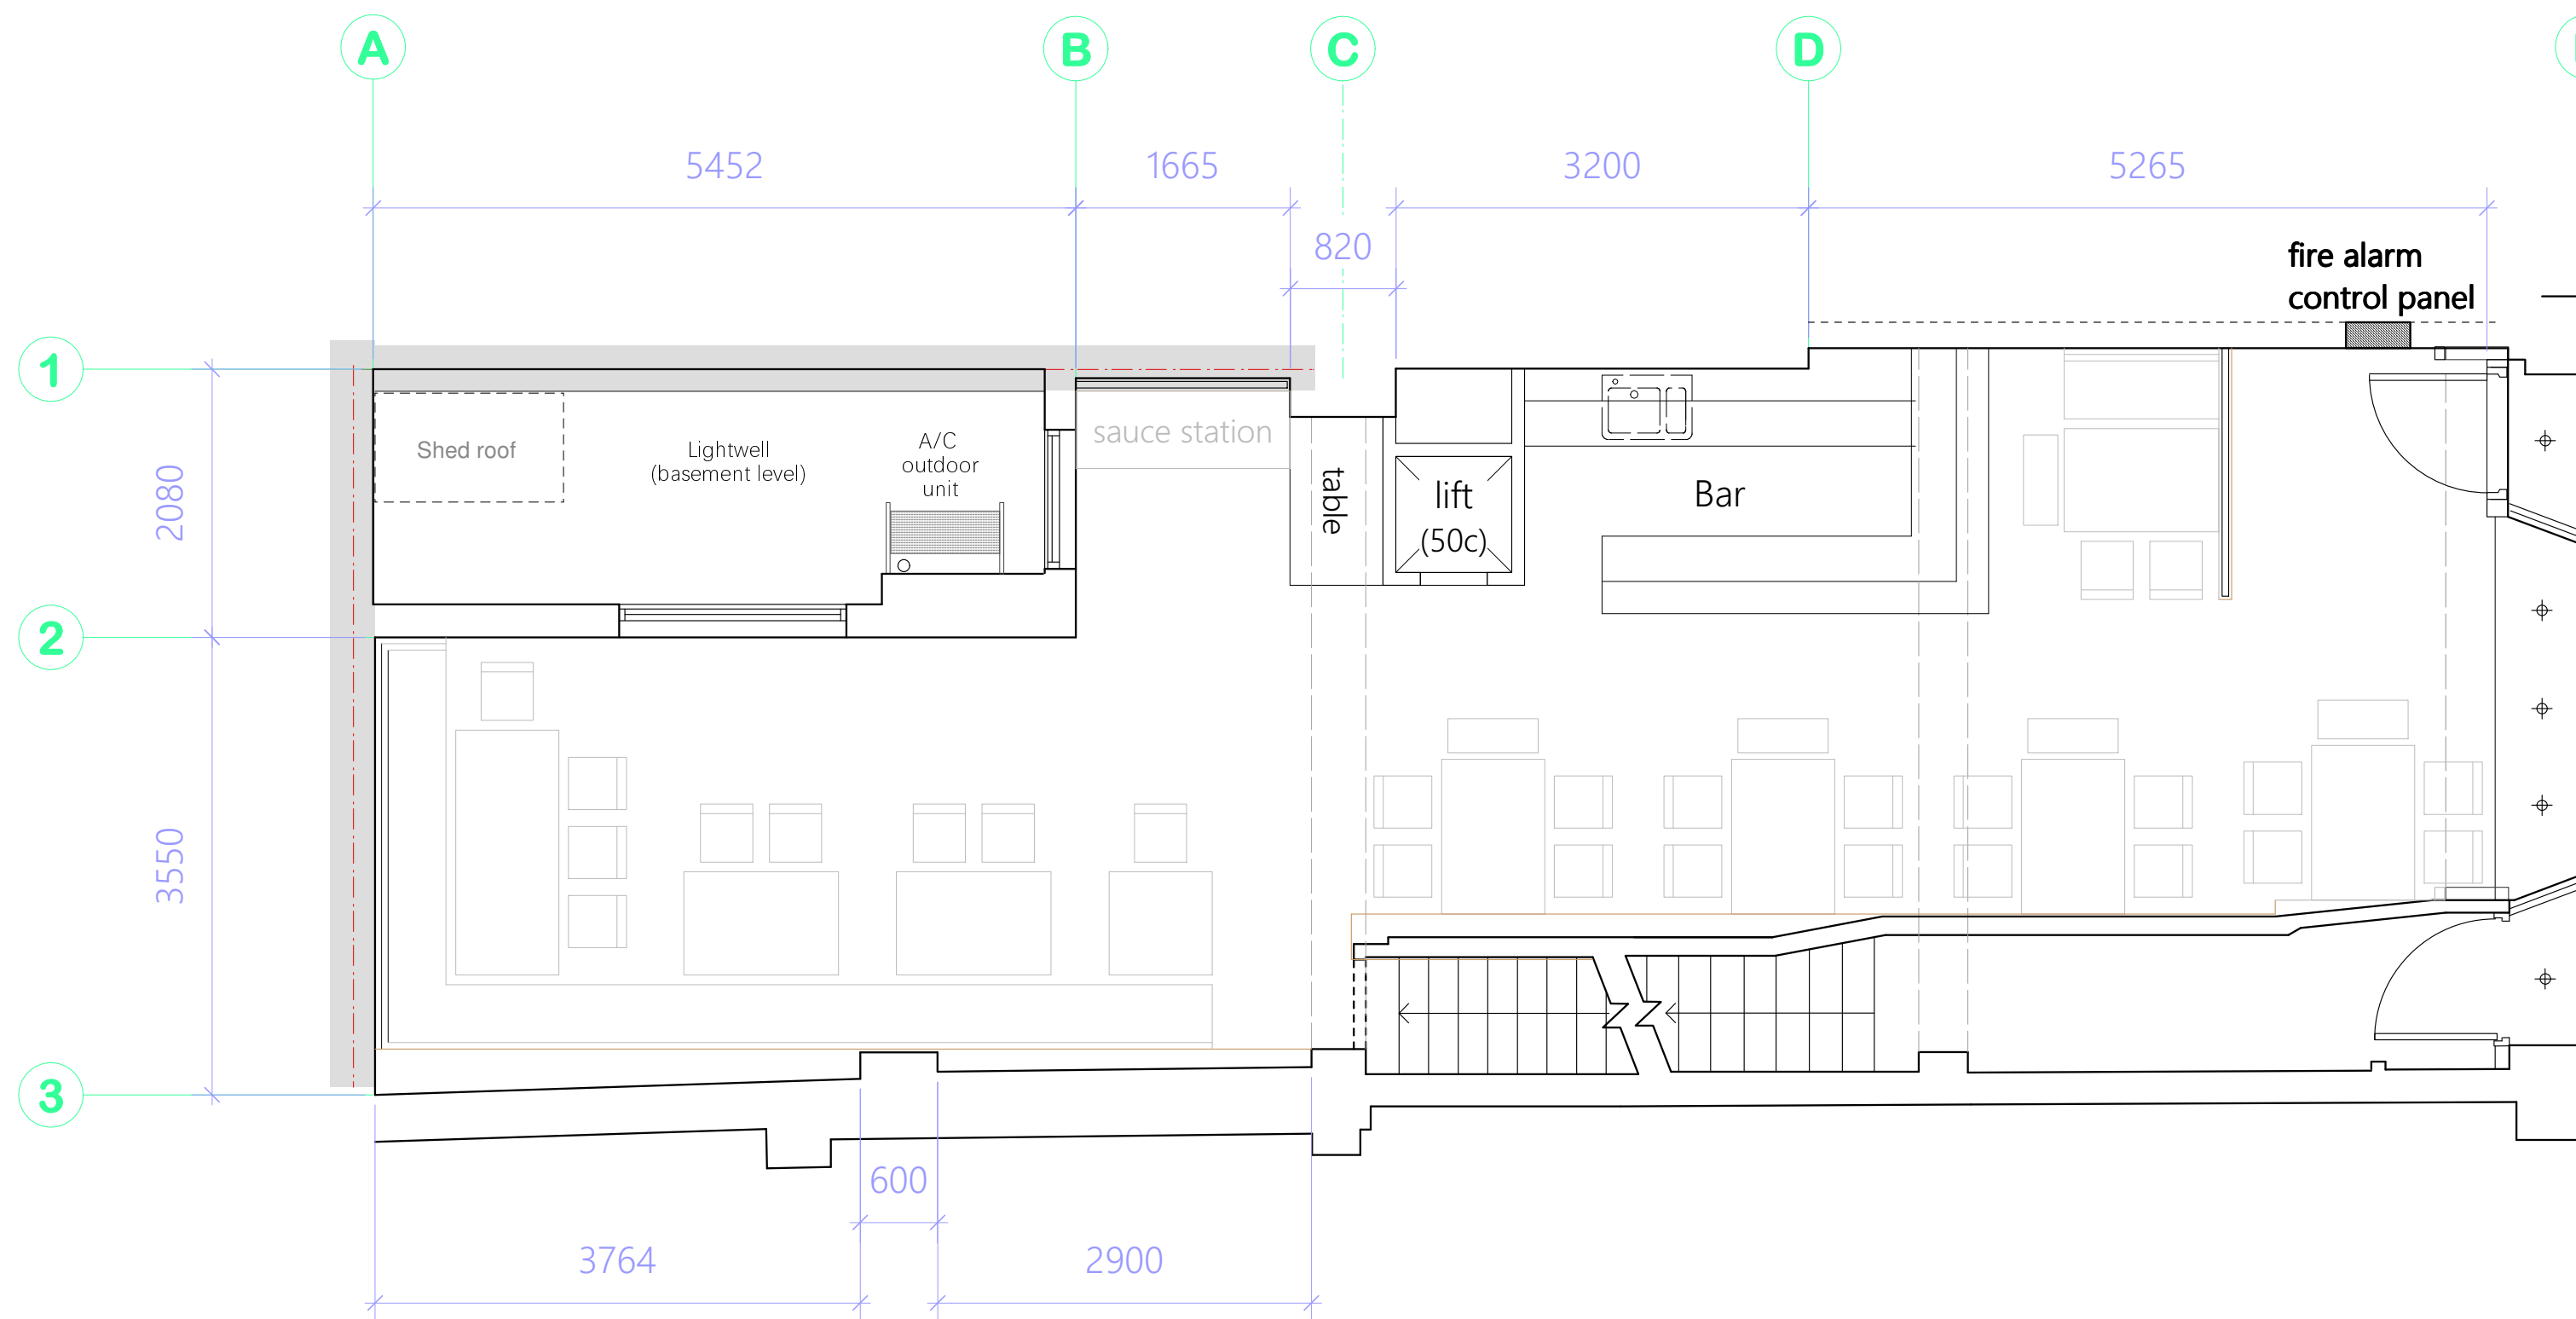 A
B
C
D
5452
1665
3200
5265
820
fire alarm
control panel
1
Shed roof
Lightwell
(basement level)
A/C
outdoor
unit
sauce station
table
lift
(50c)
Bar
2080
2
3550
3
600
3764
2900